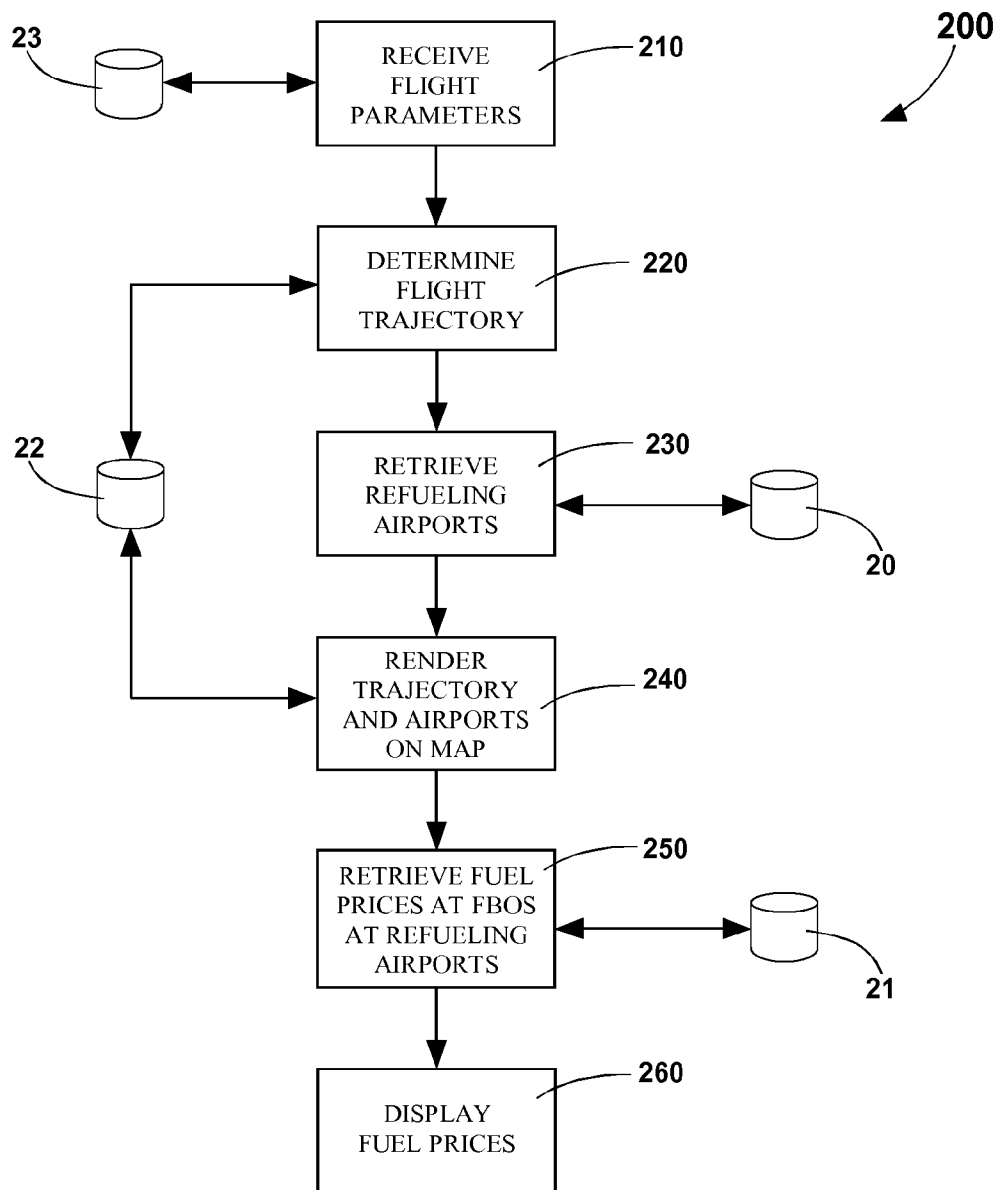 200
23
210
RECEIVE
FLIGHT
PARAMETERS
220
DETERMINE
FLIGHT
TRAJECTORY
22
230
RETRIEVE
REFUELING
AIRPORTS
20
240
RENDER
TRAJECTORY
AND AIRPORTS
ON MAP
250
RETRIEVE FUEL
PRICES AT FBOS
AT REFUELING
AIRPORTS
21
260
DISPLAY
FUEL PRICES